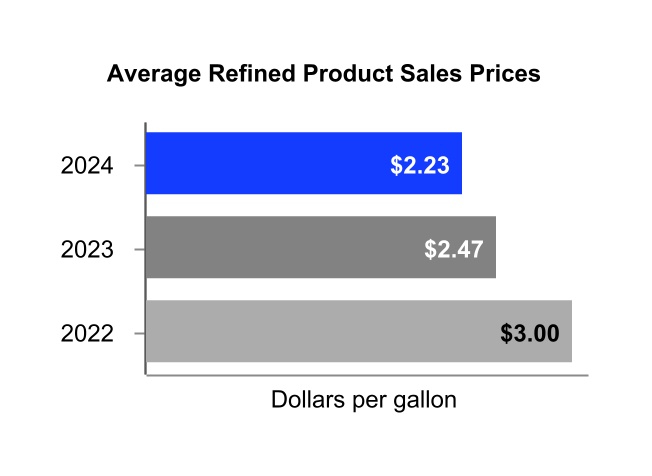 Average Refined Product Sales Prices
2024 $2.23
2023 $2.47
2022 $3.00
Dollars per gallon